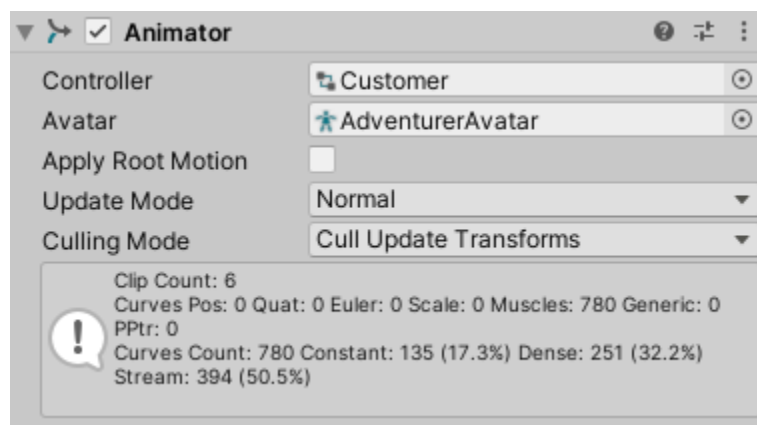 Animator
Controller Customer
Avatar AdventurerAvatar
Apply Root Motion
Update Mode Normal
Culling Mode Cull Update Transforms
Clip Count: 6
Curves Pos: 0 Quat: 0 Euler: 0 Scale: 0 Muscles: 780 Generic: 0
PPtr: 0
Curves Count: 780 Constant: 135 (17.3%) Dense: 251 (32.2%)
Stream: 394 (50.5%)